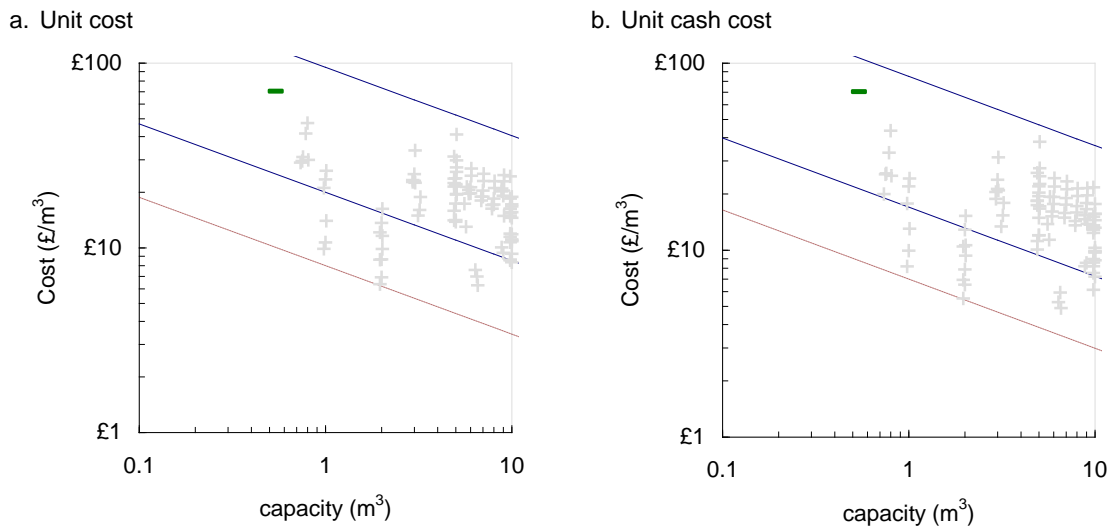 a. Unit cost
£100
£10
£1
0.1 1 10
Cost (£/m³)
capacity (m³)
b. Unit cash cost
£100
£10
£1
0.1 1 10
Cost (£/m³)
capacity (m³)